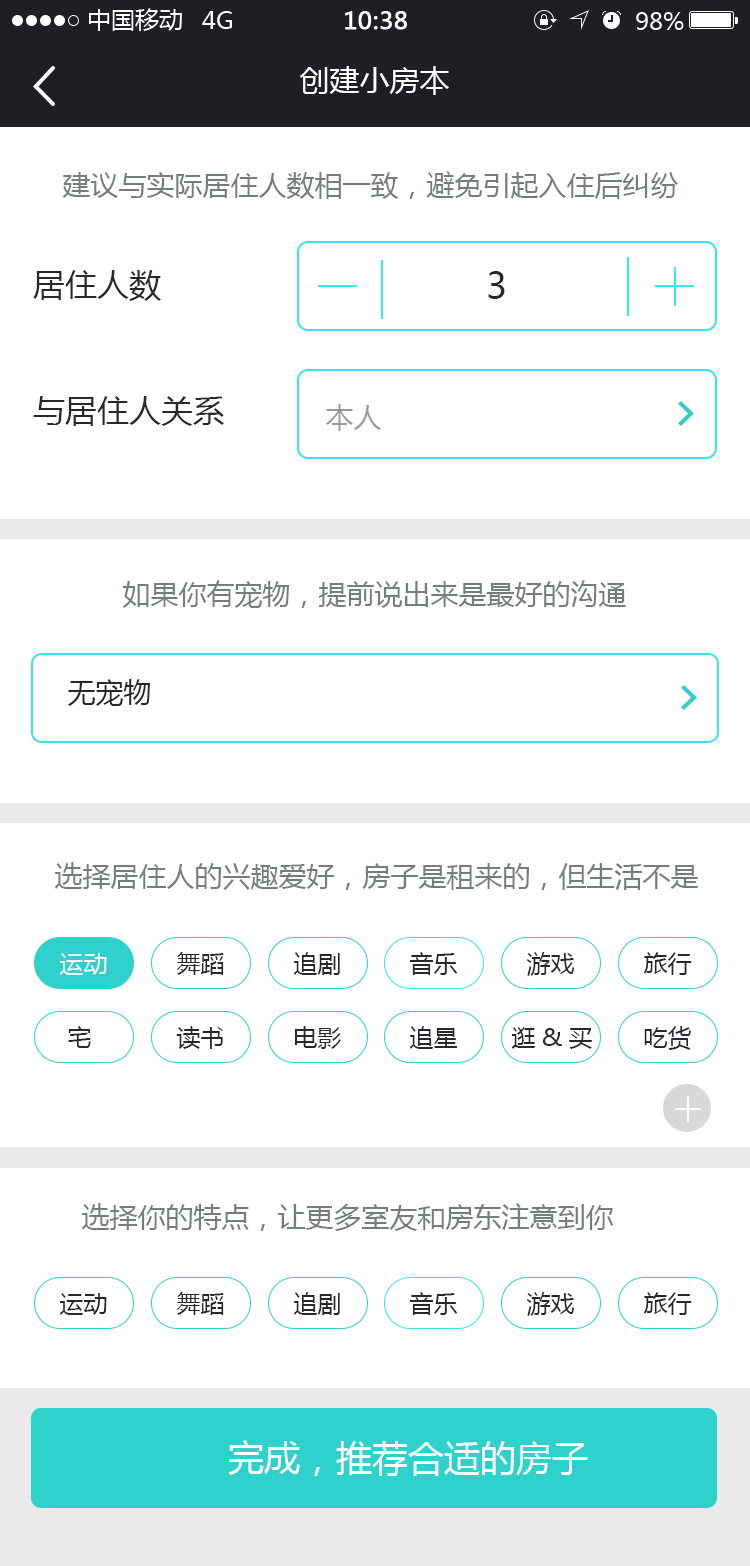 中国移动 4G 10:38 98%
创建小房本
建议与实际居住人数相一致，避免引起入住后纠纷
居住人数 3
与居住人关系 本人
如果你有宠物，提前说出来是最好的沟通
无宠物
选择居住人的兴趣爱好，房子是租来的，但生活不是
运动 舞蹈 追剧 音乐 游戏 旅行
宅 读书 电影 追星 逛 & 买 吃货
选择你的特点，让更多室友和房东注意到你
运动 舞蹈 追剧 音乐 游戏 旅行
完成，推荐合适的房子